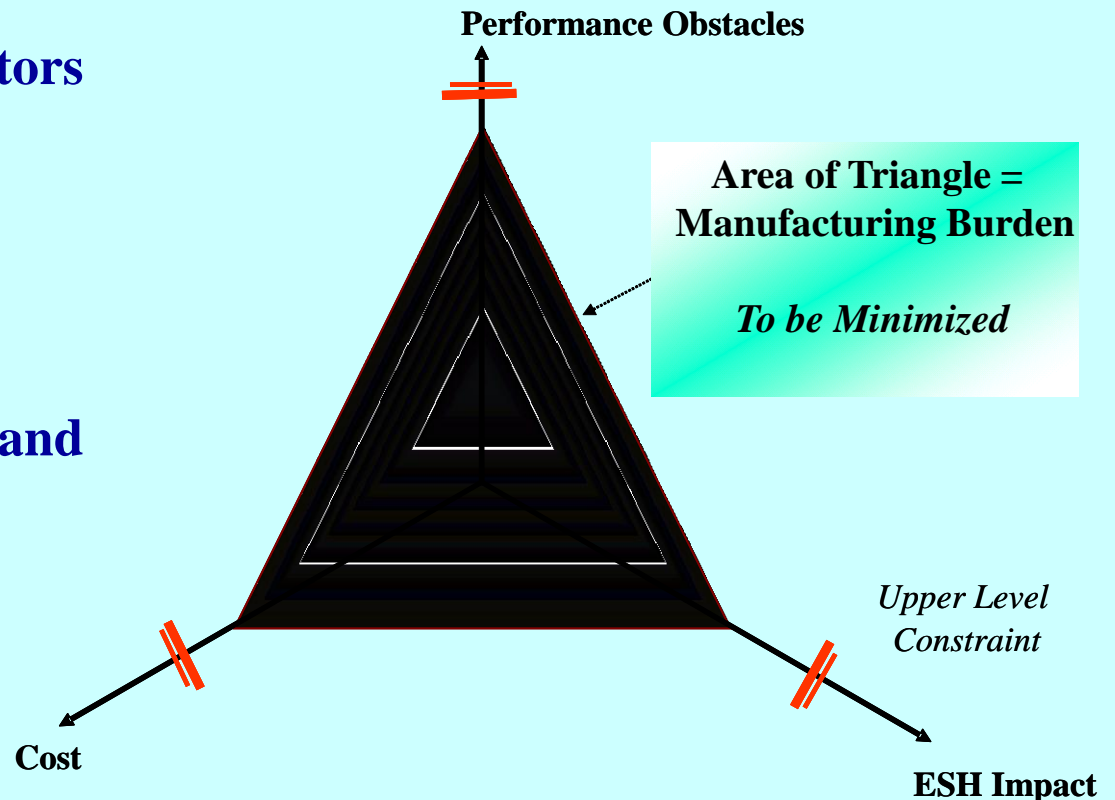 Performance Obstacles
tors
Area of Triangle =
Manufacturing Burden
To be Minimized
and
Upper Level
Constraint
Cost
ESH Impact